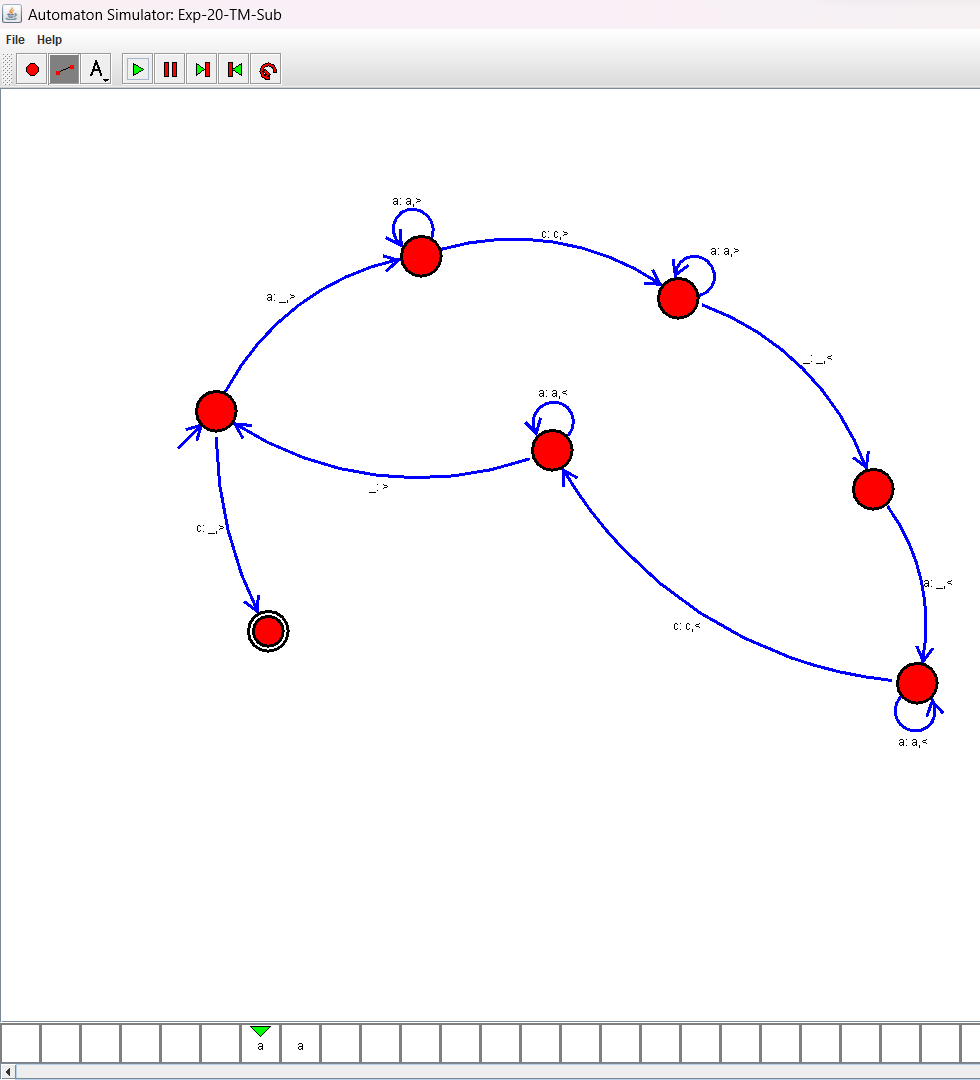 Automaton Simulator: Exp-20-TM-Sub
File Help
A
a: a,>
c: c,>
a: a,>
a: _,>
_: _,<
a: a,<
_: >
c: _,>
a: _,<
c: c,<
a: a,<
a a